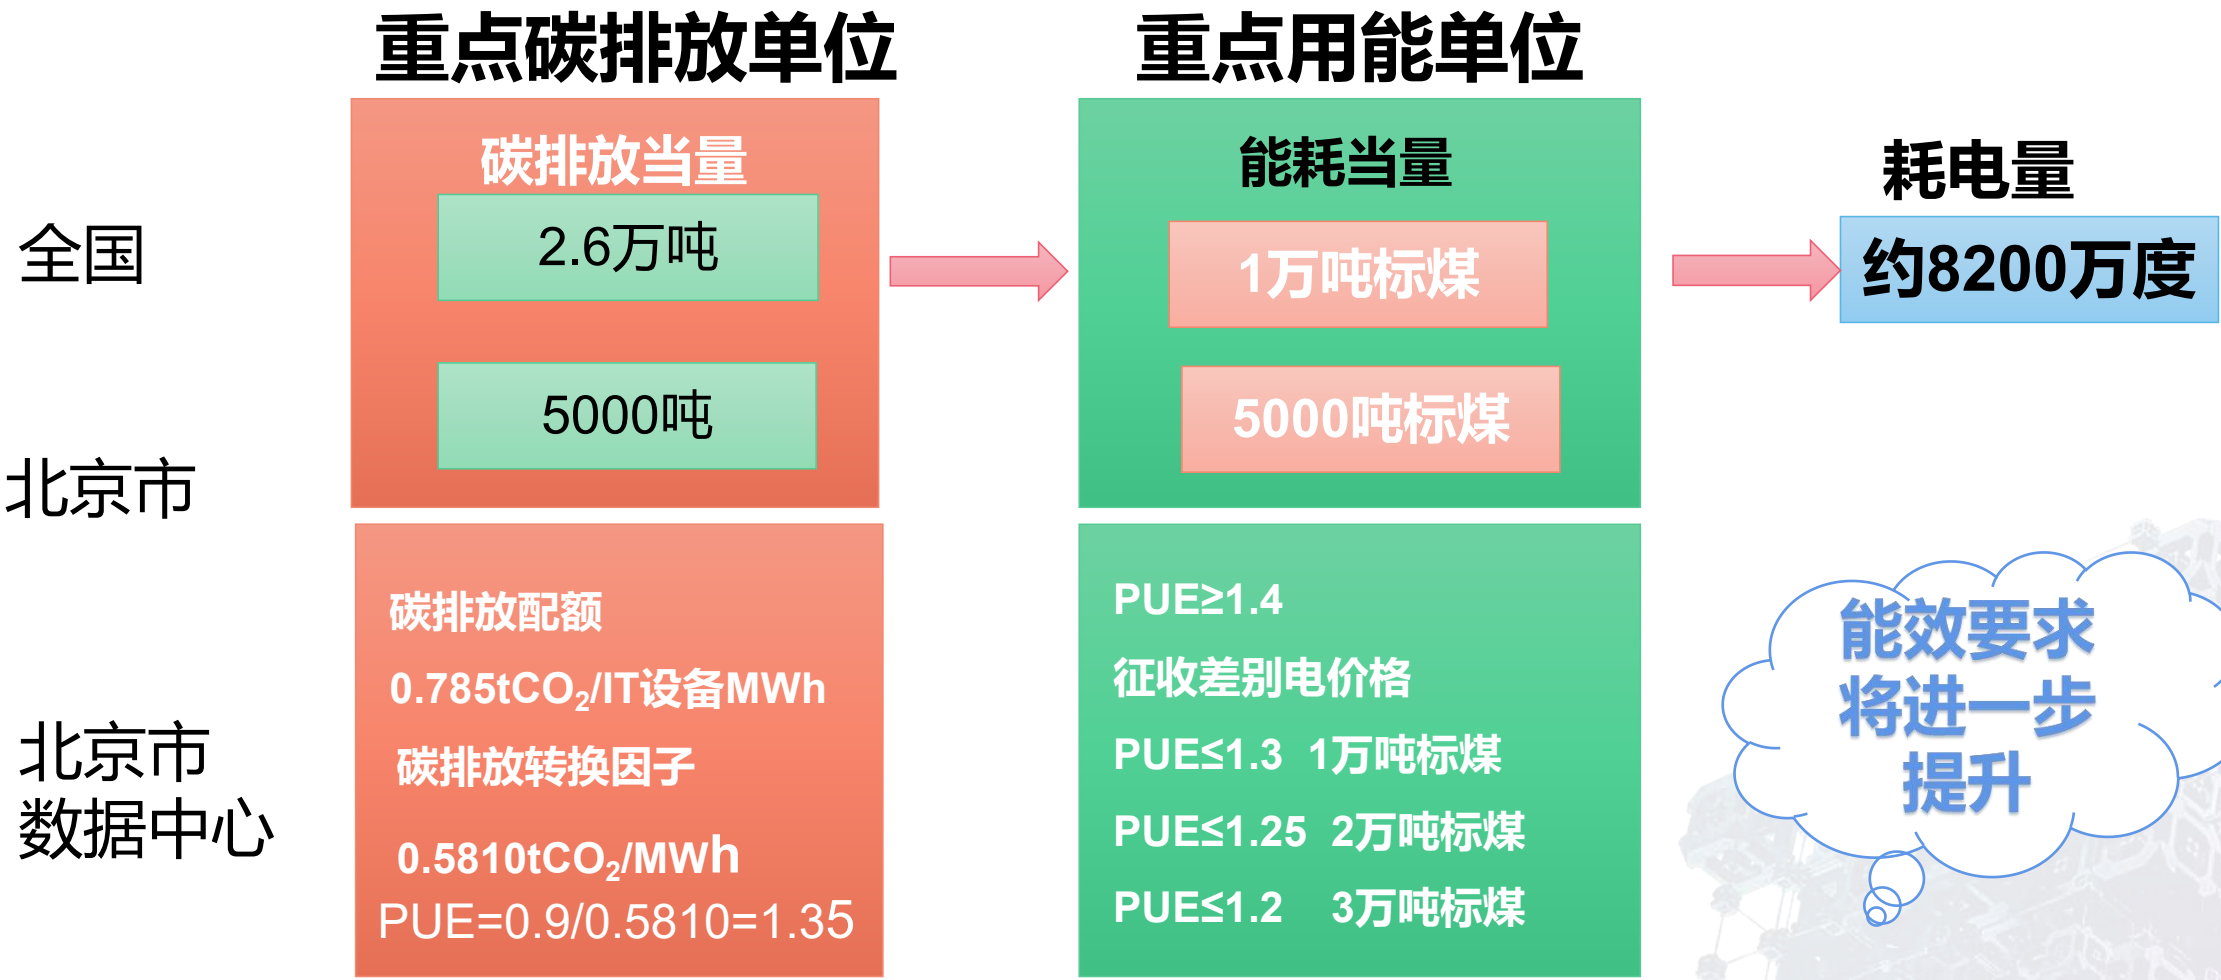 重点碳排放单位
重点用能单位
碳排放当量
能耗当量
耗电量
全国
2.6万吨
1万吨标煤
约8200万度
北京市
5000吨
5000吨标煤
北京市
数据中心
碳排放配额
0.785tCO₂/IT设备MWh
碳排放转换因子
0.5810tCO₂/MWh
PUE=0.9/0.5810=1.35
PUE≥1.4
征收差别电价格
PUE≤1.3 1万吨标煤
PUE≤1.25 2万吨标煤
PUE≤1.2 3万吨标煤
能效要求
将进一步
提升